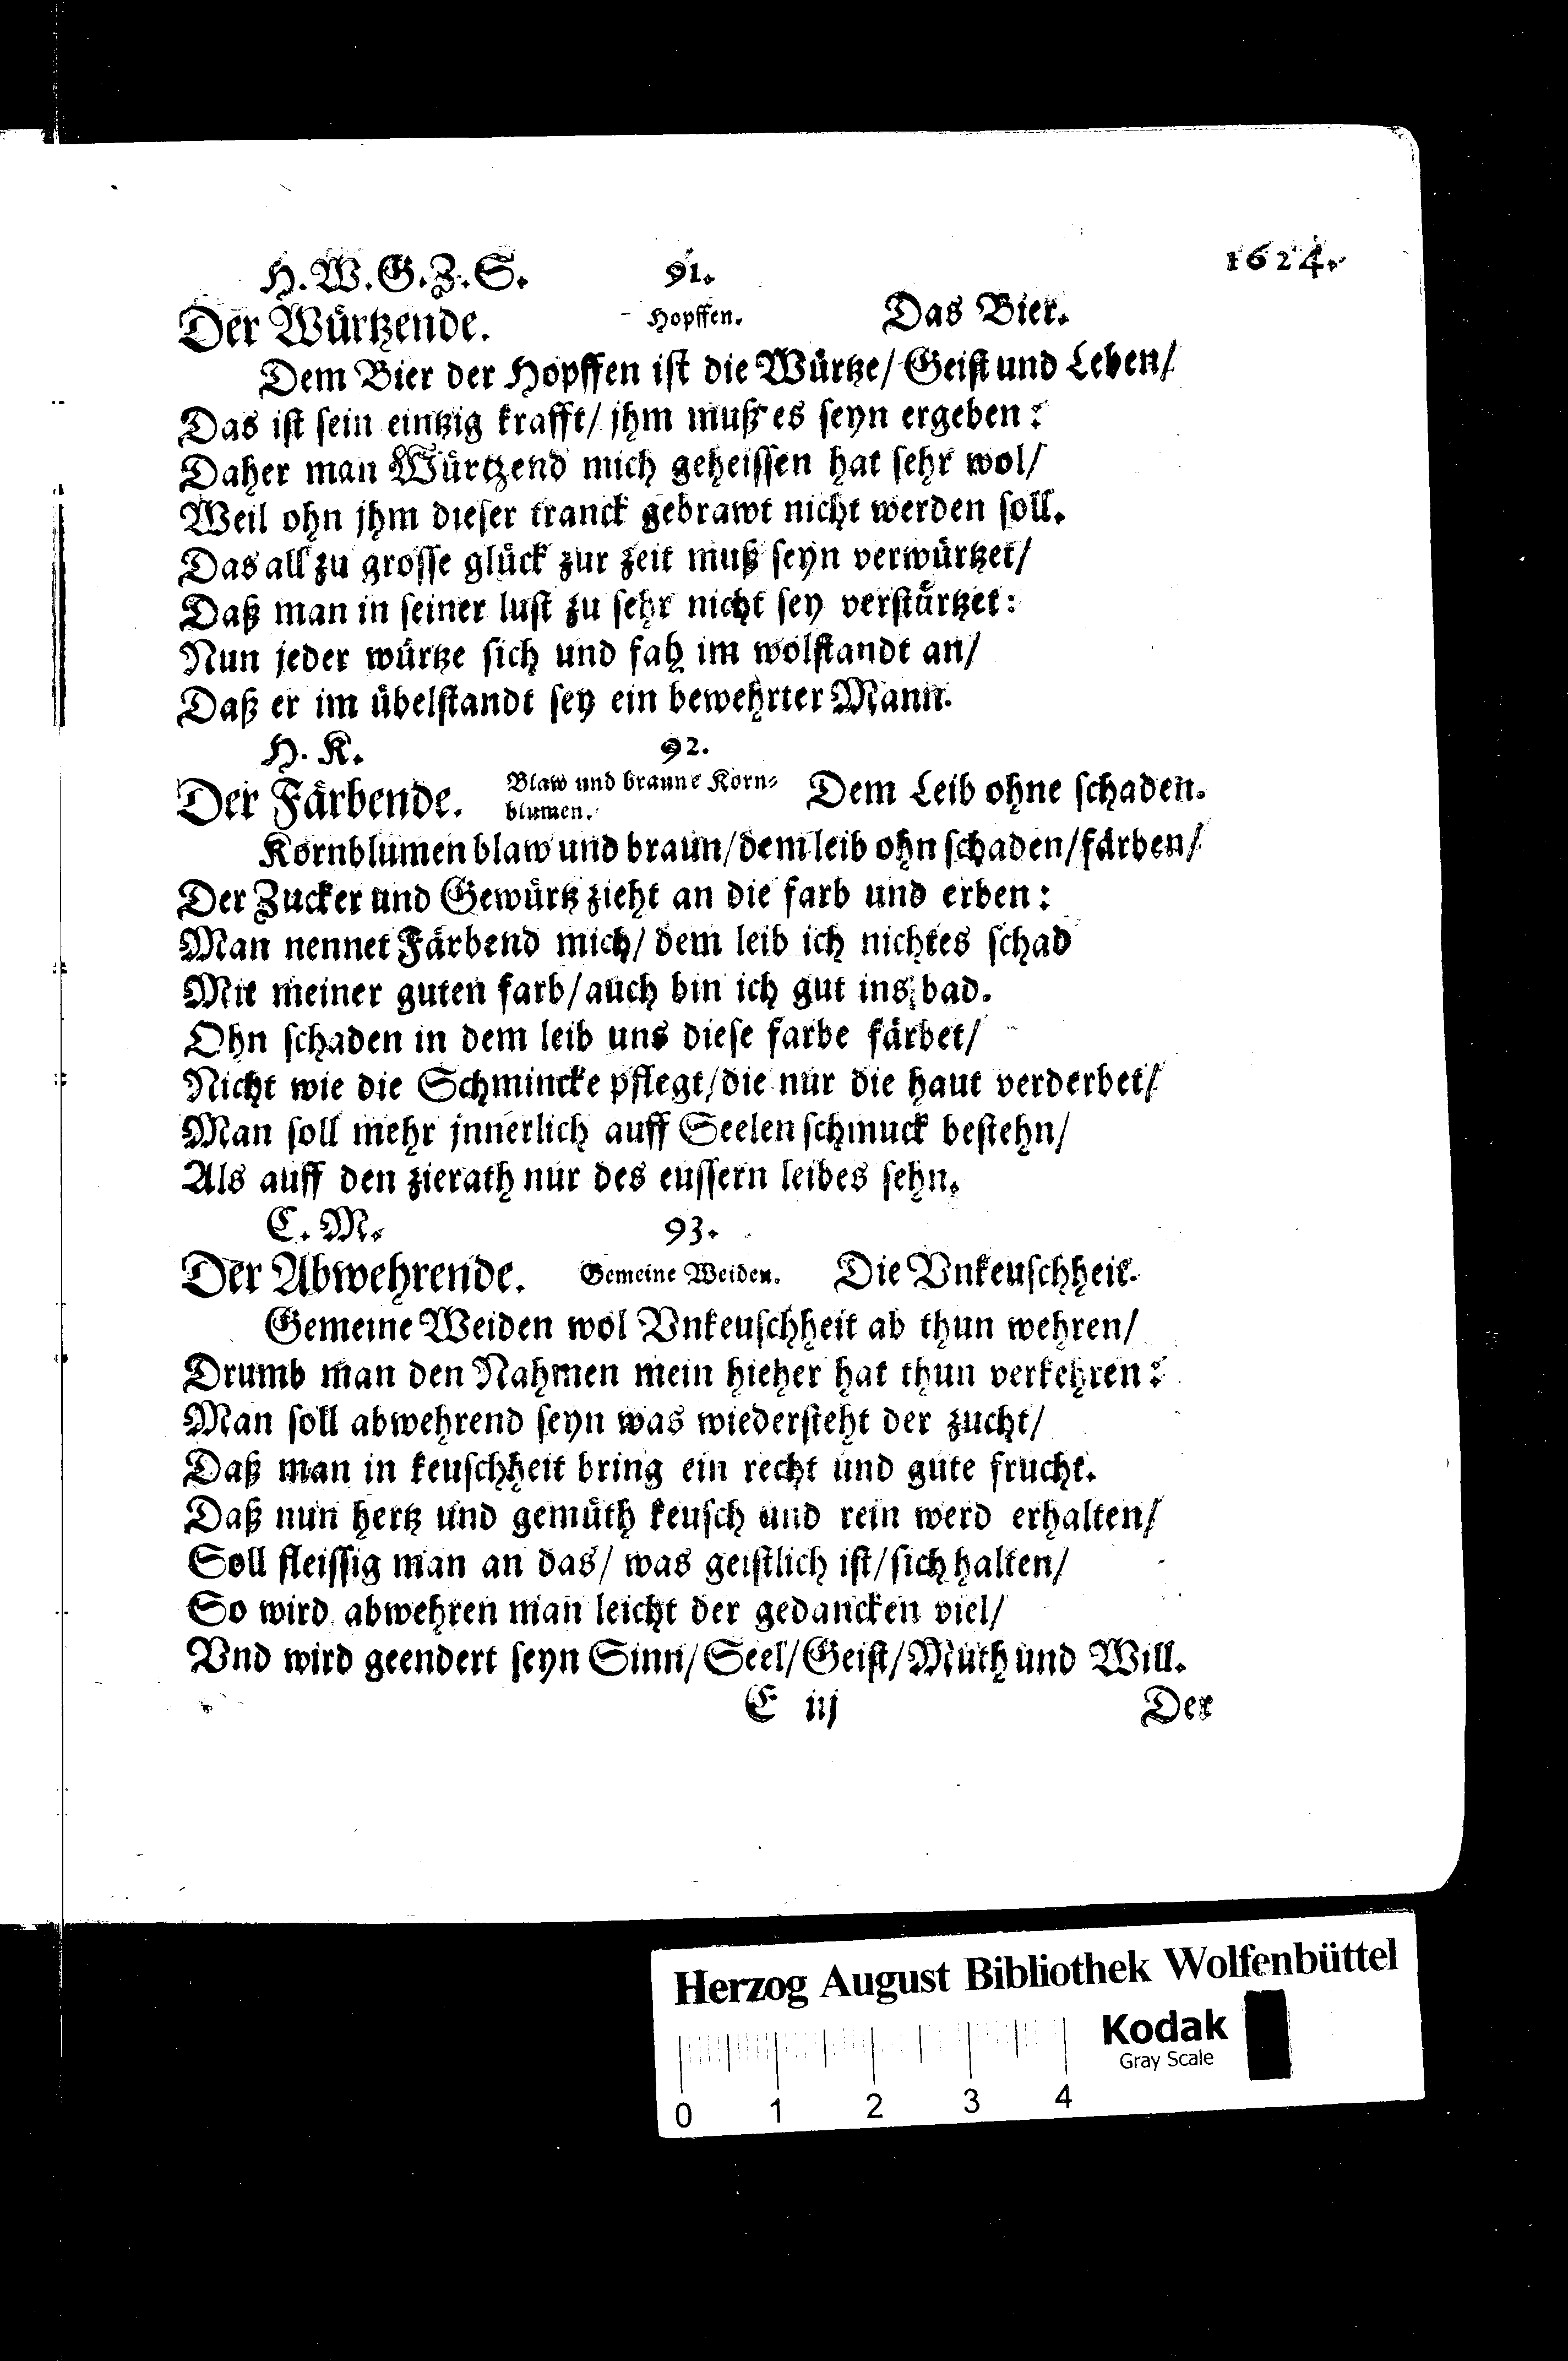 H. W. G. Z. S. 91. 1624.
Der Würtzende. Hopffen. Das Bier.
Dem Bier der Hopffen ist die Würtze/ Geist und Leben/
Das ist sein eintzig krafft/ jhm muß es seyn ergeben:
Daher man Würtzend mich geheissen hat sehr wol/
Weil ohn jhm dieser tranck gebrawt nicht werden soll.
Das all zu grosse glück zur zeit muß seyn verwürtzet/
Daß man in seiner lust zu sehr nicht sey verstürtzet:
Nun jeder würtze sich und fah im wolstandt an/
Daß er im übelstandt sey ein bewehrter Mann.
H. K. 92.
Der Färbende. Blaw und braune Korn-
blumen. Dem Leib ohne schaden.
Kornblumen blaw und braun/ dem leib ohn schaden/ färben/
Der Zucker und Gewürtz zieht an die farb und erben:
Man nennet Färbend mich/ dem leib ich nichtes schad
Mit meiner guten farb/ auch bin ich gut ins bad.
Ohn schaden in dem leib uns diese farbe färbet/
Nicht wie die Schmincke pflegt/ die nur die haut verderbet/
Man soll mehr jnnerlich auff Seelen schmuck bestehn/
Als auff den zierath nur des eussern leibes sehn.
C. M. 93.
Der Abwehrende. Gemeine Weiden. Die Vnkeuschheit.
Gemeine Weiden wol Vnkeuschheit ab thun wehren/
Drumb man den Nahmen mein hieher hat thun verkehren:
Man soll abwehrend seyn was wiedersteht der zucht/
Daß man in keuschheit bring ein recht und gute frucht.
Daß nun hertz und gemüth keusch und rein werd erhalten/
Soll fleissig man an das/ was geistlich ist/ sich halten/
So wird abwehren man leicht der gedancken viel/
Vnd wird geendert seyn Sinn/ Seel/ Geist/ Muth und Will.
E iij Der
Herzog August Bibliothek Wolfenbüttel
Kodak
Gray Scale
0 1 2 3 4